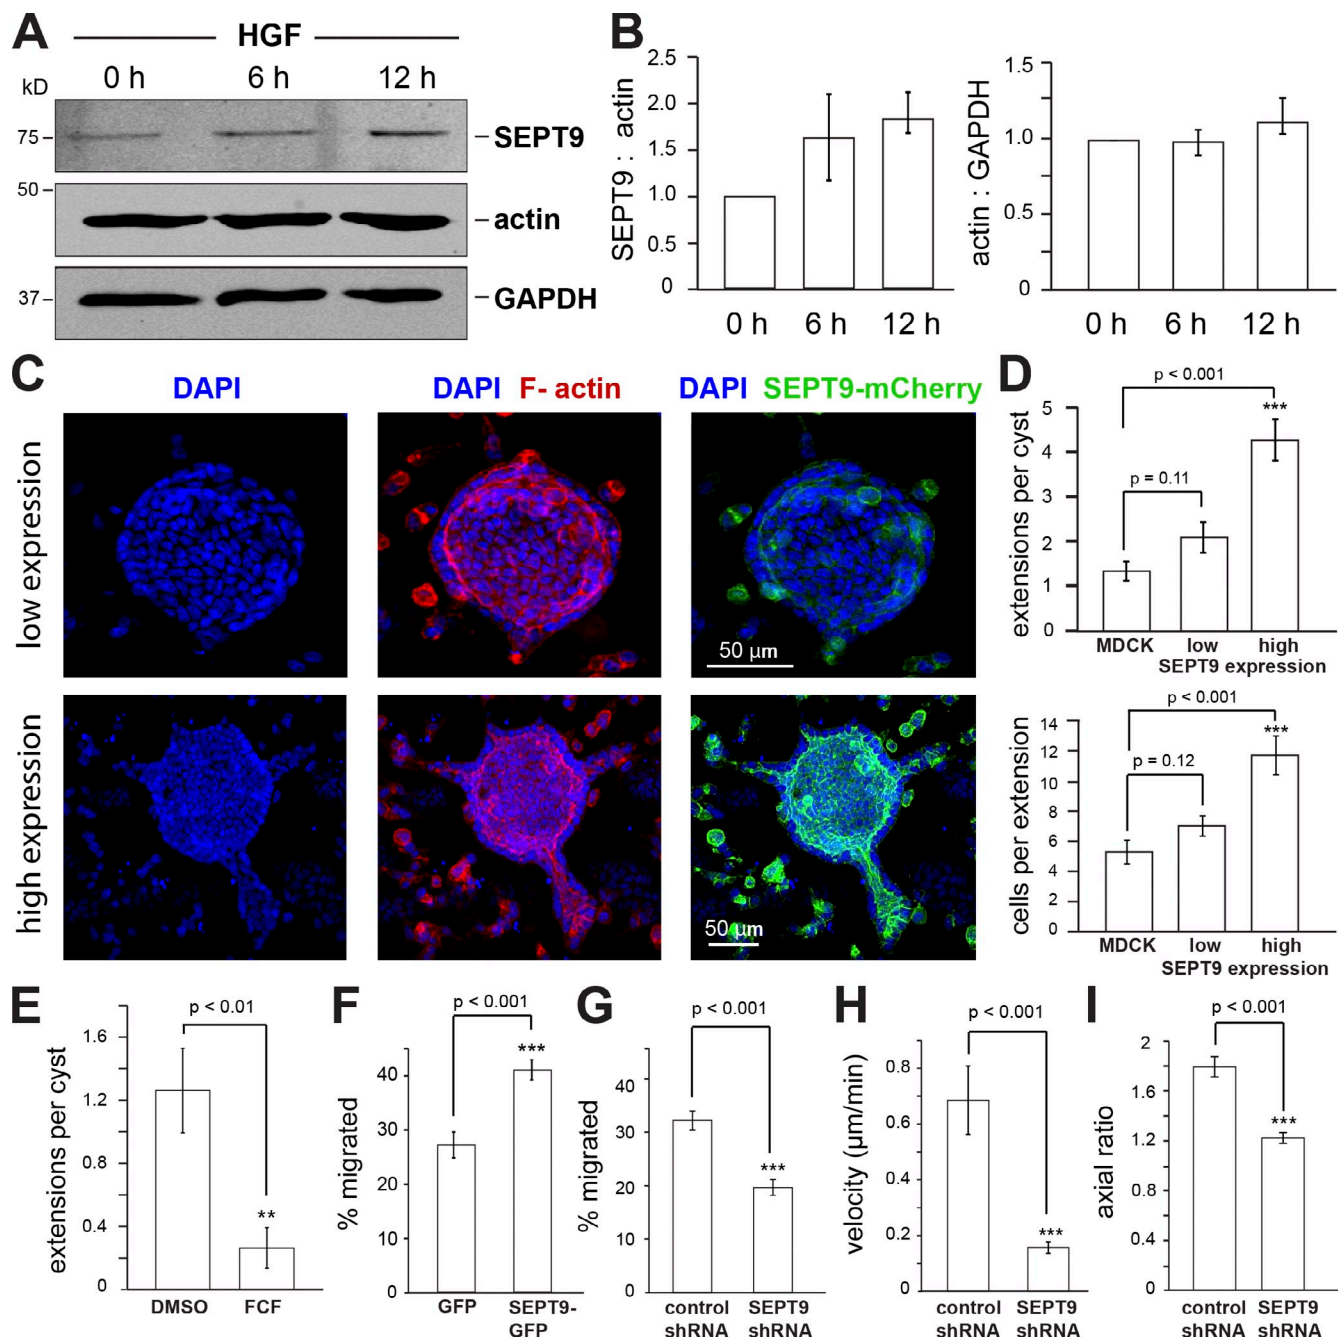 A
HGF
0 h 6 h 12 h
kD
75
SEPT9
50
actin
37
GAPDH
B
SEPT9 : actin
2.5
2.0
1.5
1.0
0.5
0
0 h 6 h 12 h
actin : GAPDH
1.5
1.0
0.5
0
0 h 6 h 12 h
C
DAPI
DAPI F- actin
DAPI SEPT9-mCherry
low expression
50 µm
high expression
50 µm
D
p < 0.001
***
p = 0.11
extensions per cyst
5
4
3
2
1
0
MDCK low high
SEPT9 expression
p < 0.001
***
p = 0.12
cells per extension
14
12
10
8
6
4
2
0
MDCK low high
SEPT9 expression
E
p < 0.01
**
extensions per cyst
1.6
1.2
0.8
0.4
0
DMSO FCF
F
p < 0.001
***
% migrated
40
30
20
10
0
GFP SEPT9-
GFP
G
p < 0.001
***
% migrated
40
30
20
10
0
control SEPT9
shRNA shRNA
H
p < 0.001
***
velocity (µm/min)
0.8
0.6
0.4
0.2
0
control SEPT9
shRNA shRNA
I
p < 0.001
***
axial ratio
2
1.6
1.2
0.8
0.4
0
control SEPT9
shRNA shRNA